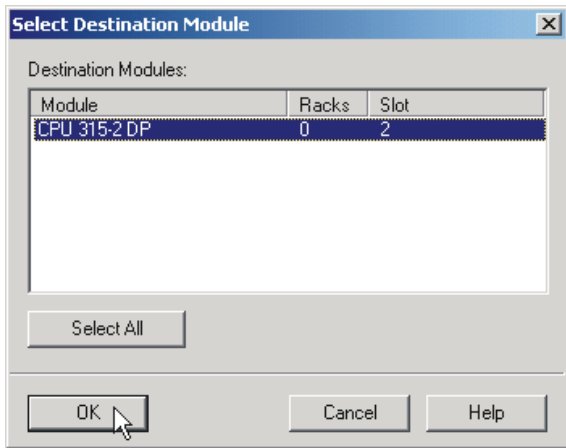 Select Destination Module
Destination Modules:
Module Racks Slot
CPU 315-2 DP 0 2
Select All
OK Cancel Help